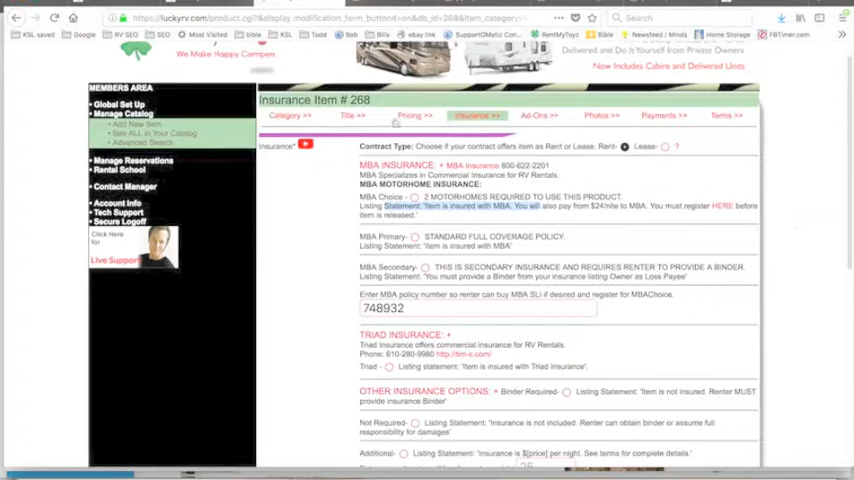 https://luckyrv.com/product.cgi?display_modification_form_button4=on&db_id=268&item_category
Search
KSL saved
Google
RV SEO
SEO
Most Visited
bible
KSL
Todo
Bob
Bills
ebay link
SupportOMatic Con...
RentMyToyz
Bible
Newsfeed / Minds
Home Storage
FBTimer.com
We Make Happy Campers
Delivered and Do It Yourself from Private Owners
Now Includes Cabins and Delivered Units
MEMBERS AREA
• Global Set Up
• Manage Catalog
• Add New Item
• See ALL in Your Catalog
• Advanced Search
• Manage Reservations
• Rental School
• Contact Manager
• Account Info
• Tech Support
• Secure Logoff
Click Here
for
Live Support
Insurance Item # 268
Category >> Title >> Pricing >> Insurance >> Ad-Ons >> Photos >> Payments >> Terms >>
Insurance*
Contract Type: Choose if your contract offers item as Rent or Lease. Rent- Lease- ?
MBA INSURANCE: + MBA Insurance 800-622-2201
MBA Specializes in Commercial Insurance for RV Rentals.
MBA MOTORHOME INSURANCE:
MBA Choice - 2 MOTORHOMES REQUIRED TO USE THIS PRODUCT.
Listing Statement: 'Item is insured with MBA. You will also pay from $24/nite to MBA. You must register HERE before
item is released.'
MBA Primary- STANDARD FULL COVERAGE POLICY.
Listing Statement: 'Item is insured with MBA'
MBA Secondary- THIS IS SECONDARY INSURANCE AND REQUIRES RENTER TO PROVIDE A BINDER.
Listing Statement: 'You must provide a Binder from your insurance listing Owner as Loss Payee'
Enter MBA policy number so renter can buy MBA SLI if desired and register for MBAChoice.
748932
TRIAD INSURANCE: +
Triad Insurance offers commercial insurance for RV Rentals.
Phone: 610-280-9980 http://tim-s.com/
Triad - Listing statement: 'Item is insured with Triad Insurance'.
OTHER INSURANCE OPTIONS: + Binder Required- Listing Statement: 'Item is not insured. Renter MUST
provide insurance Binder'
Not Required- Listing Statement: 'Insurance is not included. Renter can obtain binder or assume full
responsibility for damages'
Additional- Listing Statement: 'Insurance is $[price] per night. See terms for complete details.'
25